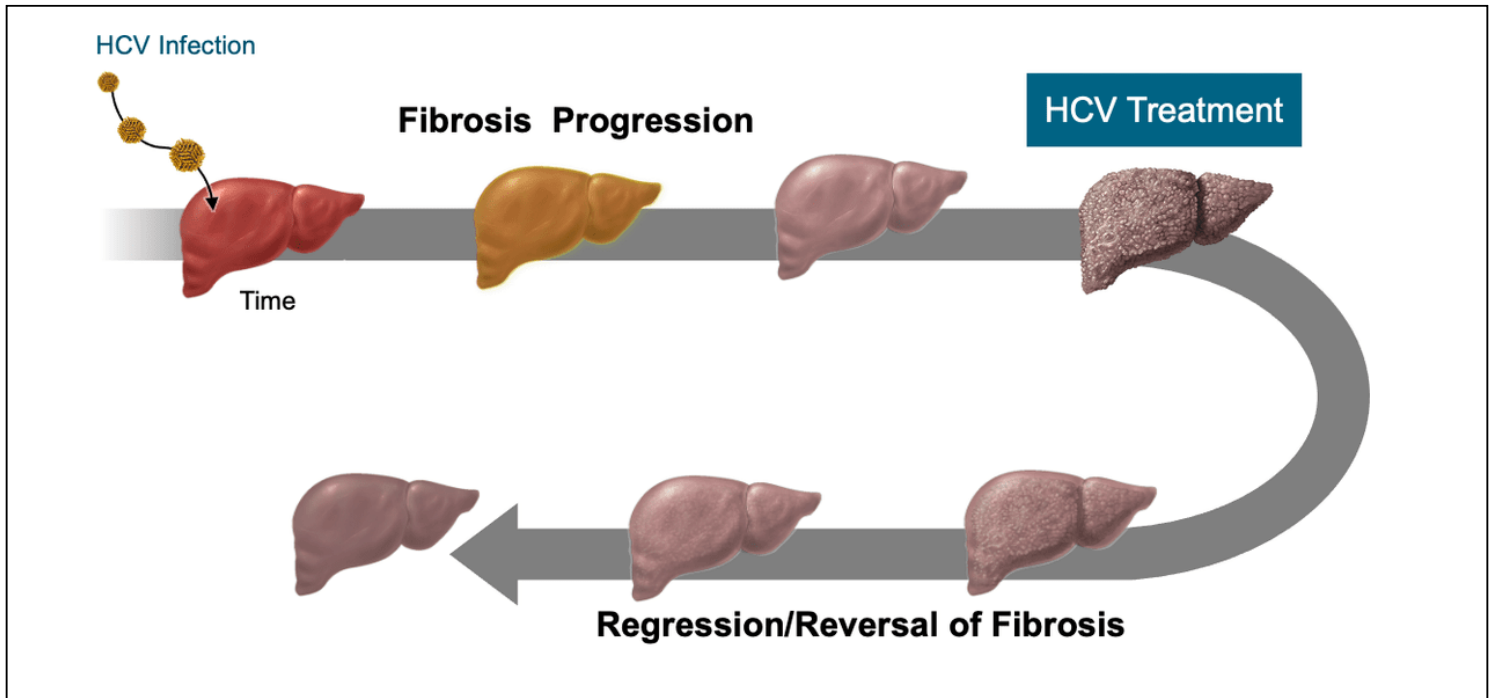 HCV Infection
Fibrosis Progression
HCV Treatment
Time
Regression/Reversal of Fibrosis